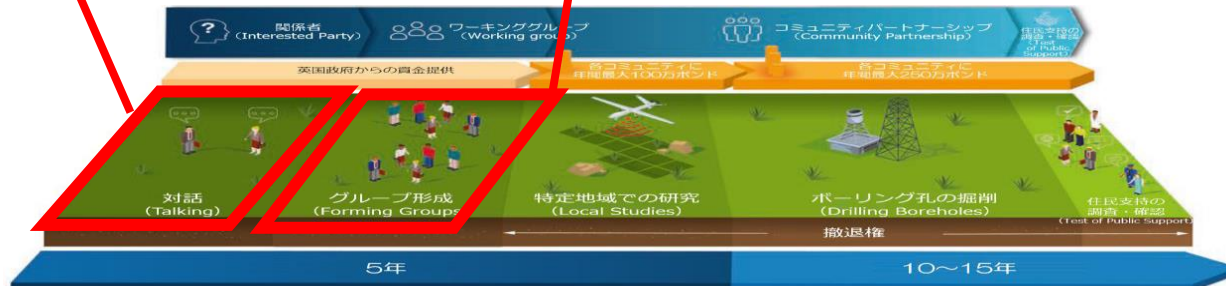 関係者
(Interested Party)
ワーキンググループ
(Working group)
コミュニティパートナーシップ
(Community Partnership)
住民支持の
調査・確認
(Test
of Public
Support)
英国政府からの資金提供
各コミュニティに
年間最大100万ポンド
各コミュニティに
年間最大250万ポンド
対話
(Talking)
グループ形成
(Forming Groups
特定地域での研究
(Local Studies)
ボーリング孔の掘削
(Drilling Boreholes)
住民支持の
調査・確認
(Test of Public Support)
撤退権
5年
10～15年